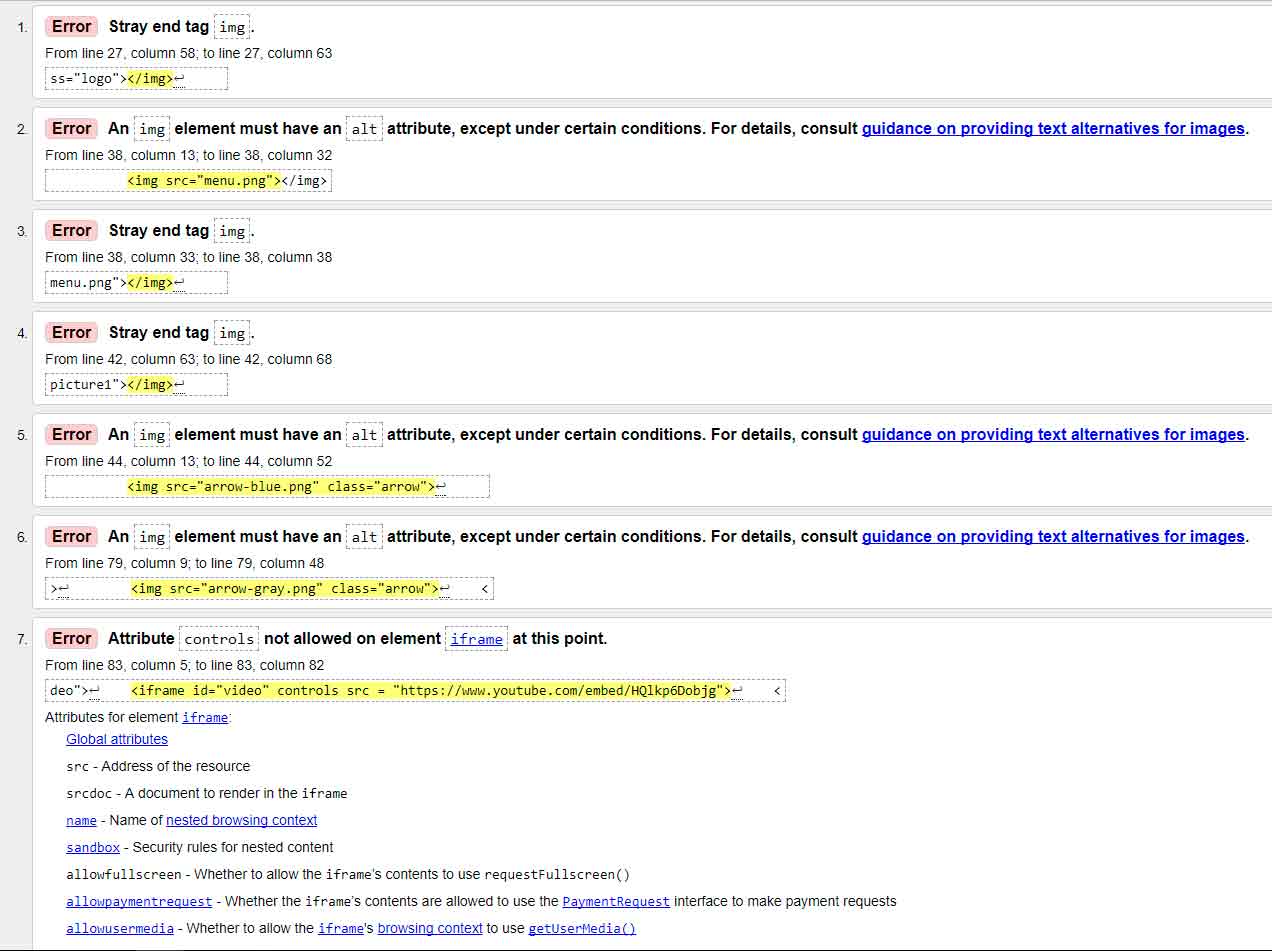 1. Error Stray end tag img.
From line 27, column 58; to line 27, column 63
ss="logo"></img>↩
2. Error An img element must have an alt attribute, except under certain conditions. For details, consult guidance on providing text alternatives for images.
From line 38, column 13; to line 38, column 32
<img src="menu.png"></img>
3. Error Stray end tag img.
From line 38, column 33; to line 38, column 38
menu.png"></img>↩
4. Error Stray end tag img.
From line 42, column 63; to line 42, column 68
picture1"></img>↩
5. Error An img element must have an alt attribute, except under certain conditions. For details, consult guidance on providing text alternatives for images.
From line 44, column 13; to line 44, column 52
<img src="arrow-blue.png" class="arrow">↩
6. Error An img element must have an alt attribute, except under certain conditions. For details, consult guidance on providing text alternatives for images.
From line 79, column 9; to line 79, column 48
>↩ <img src="arrow-gray.png" class="arrow">↩ <
7. Error Attribute controls not allowed on element iframe at this point.
From line 83, column 5; to line 83, column 82
deo">↩ <iframe id="video" controls src = "https://www.youtube.com/embed/HQlkp6Dobjg">↩ <
Attributes for element iframe:
Global attributes
src - Address of the resource
srcdoc - A document to render in the iframe
name - Name of nested browsing context
sandbox - Security rules for nested content
allowfullscreen - Whether to allow the iframe's contents to use requestFullscreen()
allowpaymentrequest - Whether the iframe's contents are allowed to use the PaymentRequest interface to make payment requests
allowusermedia - Whether to allow the iframe's browsing context to use getUserMedia()